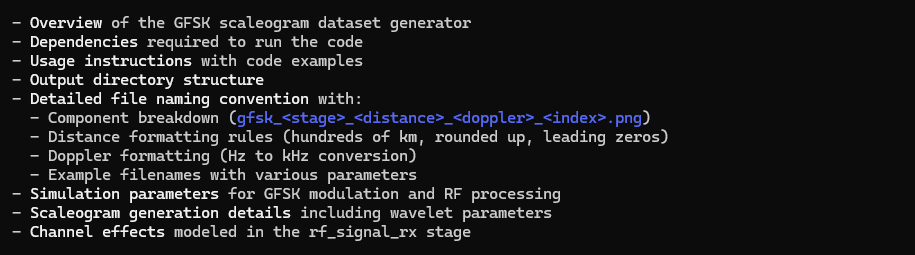 - Overview of the GFSK scaleogram dataset generator
- Dependencies required to run the code
- Usage instructions with code examples
- Output directory structure
- Detailed file naming convention with:
  - Component breakdown (gfsk_<stage>_<distance>_<doppler>_<index>.png)
  - Distance formatting rules (hundreds of km, rounded up, leading zeros)
  - Doppler formatting (Hz to kHz conversion)
  - Example filenames with various parameters
- Simulation parameters for GFSK modulation and RF processing
- Scaleogram generation details including wavelet parameters
- Channel effects modeled in the rf_signal_rx stage